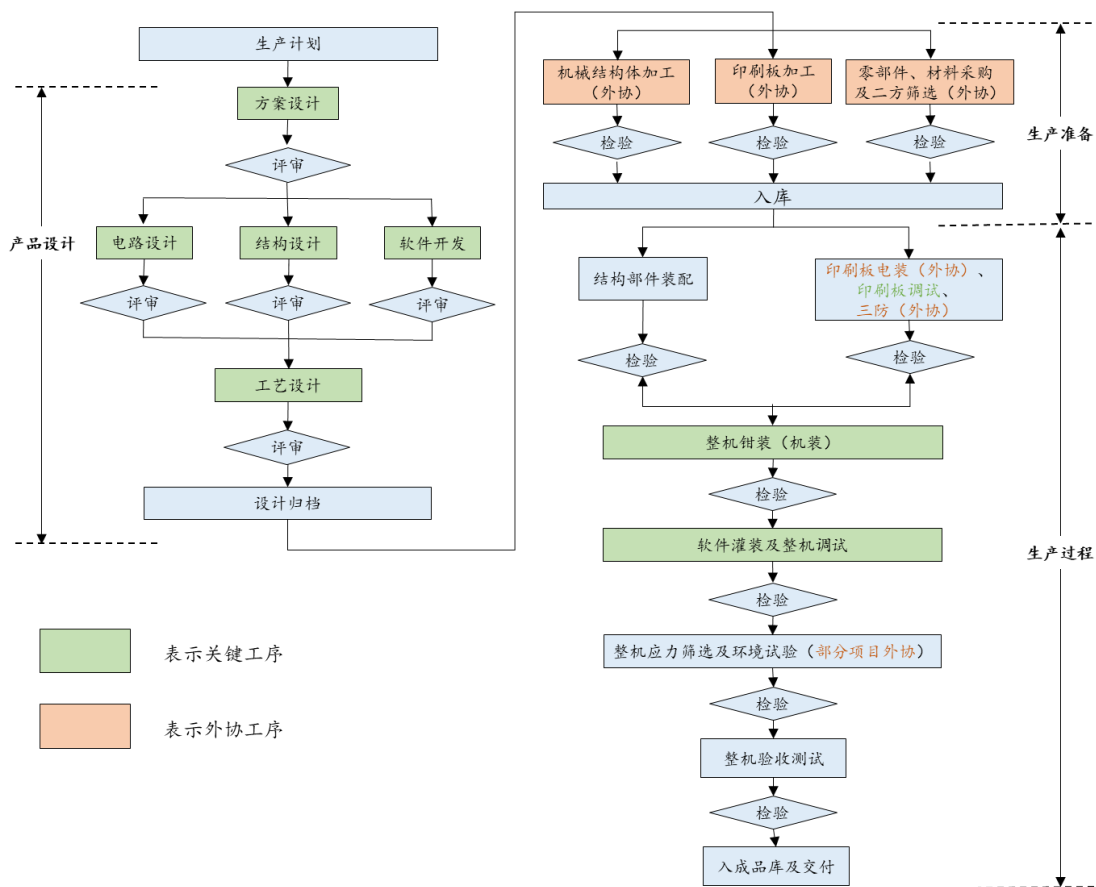 生产计划
方案设计
评审
产品设计
电路设计
结构设计
软件开发
评审
评审
评审
工艺设计
评审
设计归档
表示关键工序
表示外协工序
机械结构体加工
（外协）
印刷板加工
（外协）
零部件、材料采购
及二方筛选（外协）
检验
检验
检验
生产准备
入库
结构部件装配
印刷板电装（外协）、
印刷板调试、
三防（外协）
检验
检验
整机钳装（机装）
检验
软件灌装及整机调试
生产过程
检验
整机应力筛选及环境试验（部分项目外协）
检验
整机验收测试
检验
入成品库及交付